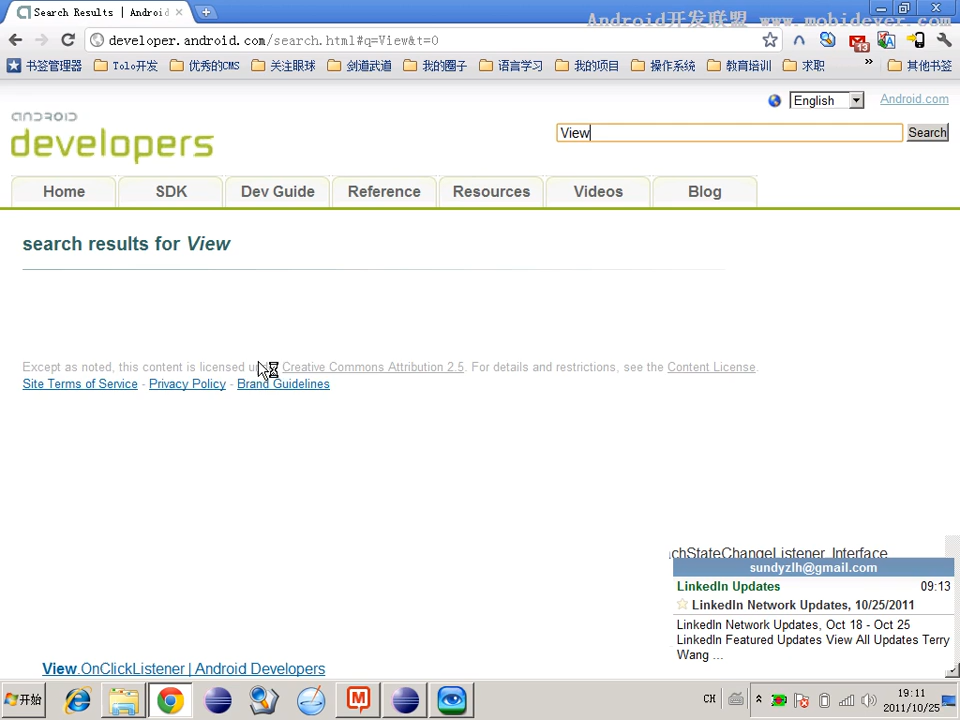 Search Results | Android
Android开发联盟 www.mobidever.com
developer.android.com/search.html#q=View&t=0
13
书签管理器 Tolo开发 优秀的CMS 关注眼球 剑道武道 我的圈子 语言学习 我的项目 操作系统 教育培训 求职 » 其他书签
English Android.com
android
developers
View Search
Home SDK Dev Guide Reference Resources Videos Blog
search results for View
Except as noted, this content is licensed Creative Commons Attribution 2.5. For details and restrictions, see the Content License.
Site Terms of Service - Privacy Policy - Brand Guidelines
chStateChangeListener Interface
sundyzlh@gmail.com
LinkedIn Updates 09:13
LinkedIn Network Updates, 10/25/2011
LinkedIn Network Updates, Oct 18 - Oct 25
LinkedIn Featured Updates View All Updates Terry
Wang ...
View.OnClickListener | Android Developers
开始 CH 19:11
2011/10/25